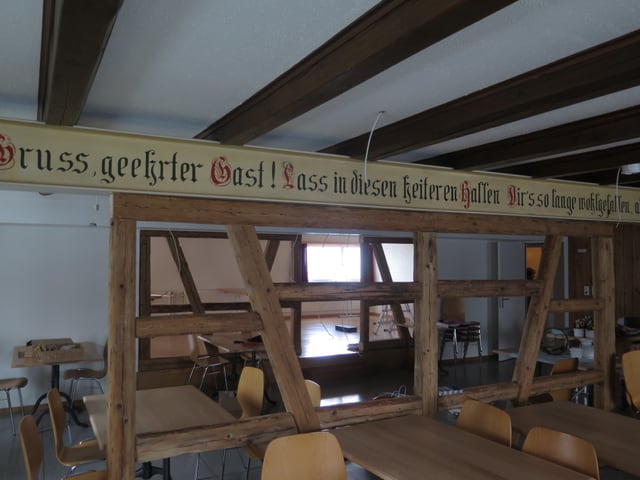 Gruss, geehrter Gast! Lass in diesen heiteren Hallen Dir's so lange wohlgefallen, a